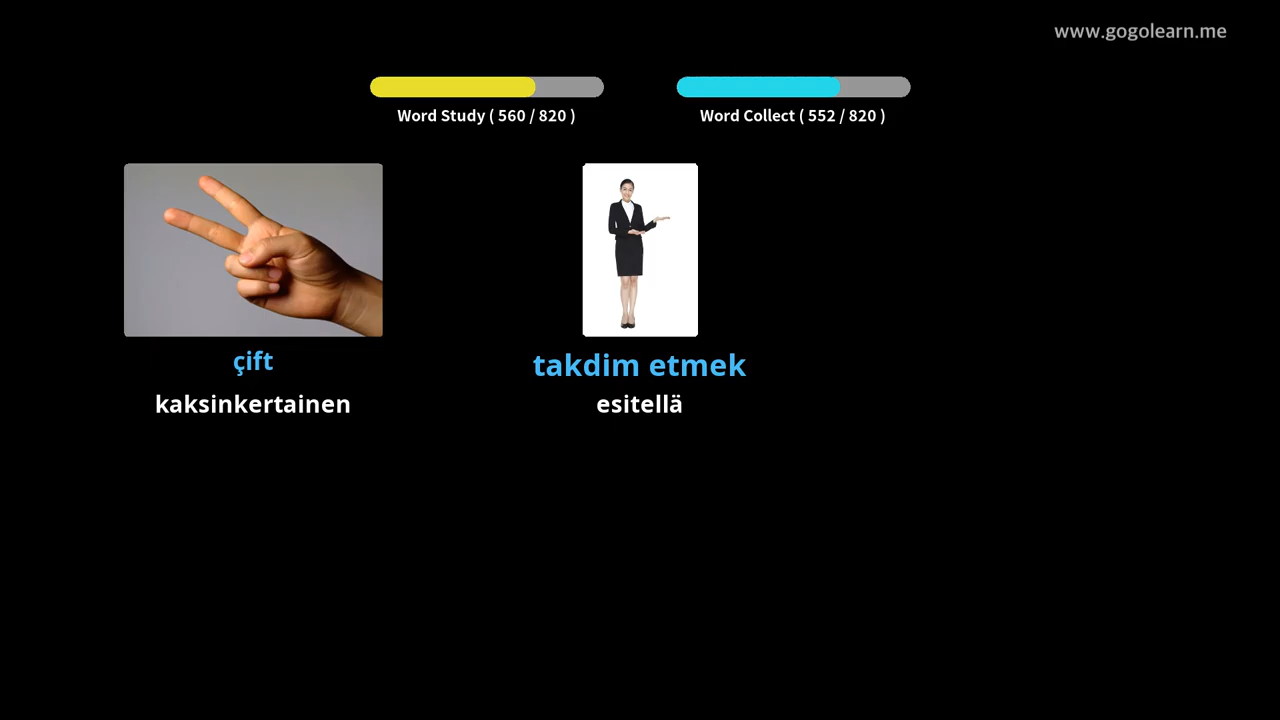 www.gogolearn.me
Word Study ( 560 / 820 )
Word Collect ( 552 / 820 )
çift
kaksinkertainen
takdim etmek
esitellä